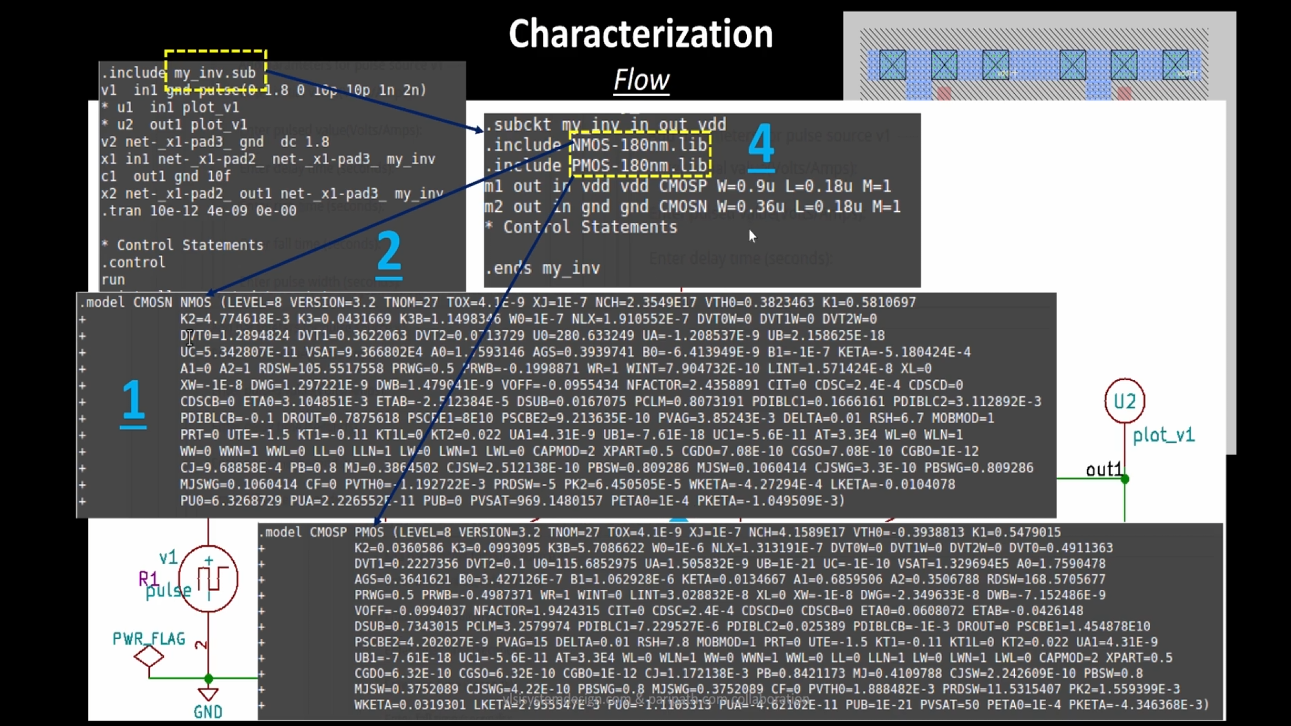 Characterization
Flow
.include my_inv.sub
v1 in1 gnd pulse(0 1.8 0 10p 10p 1n 2n)
* u1 in1 plot_v1
* u2 out1 plot_v1
v2 net-_x1-pad3_ gnd dc 1.8
x1 in1 net-_x1-pad2_ net-_x1-pad3_ my_inv
c1 out1 gnd 10f
x2 net-_x1-pad2_ out1 net-_x1-pad3_ my_inv
.tran 10e-12 4e-09 0e-00
* Control Statements
.control
run
2
.subckt my_inv in out vdd
.include NMOS-180nm.lib
.include PMOS-180nm.lib
m1 out in vdd vdd CMOSP W=0.9u L=0.18u M=1
m2 out in gnd gnd CMOSN W=0.36u L=0.18u M=1
* Control Statements
.ends my_inv
4
Enter delay time (seconds):
.model CMOSN NMOS (LEVEL=8 VERSION=3.2 TNOM=27 TOX=4.1E-9 XJ=1E-7 NCH=2.3549E17 VTH0=0.3823463 K1=0.5810697
+ K2=4.774618E-3 K3=0.0431669 K3B=1.1498346 W0=1E-7 NLX=1.910552E-7 DVT0W=0 DVT1W=0 DVT2W=0
+ DVT0=1.2894824 DVT1=0.3622063 DVT2=0.0713729 U0=280.633249 UA=-1.208537E-9 UB=2.158625E-18
+ UC=5.342807E-11 VSAT=9.366802E4 A0=1.7593146 AGS=0.3939741 B0=-6.413949E-9 B1=-1E-7 KETA=-5.180424E-4
+ A1=0 A2=1 RDSW=105.5517558 PRWG=0.5 PRWB=-0.1998871 WR=1 WINT=7.904732E-10 LINT=1.571424E-8 XL=0
+ XW=-1E-8 DWG=1.297221E-9 DWB=1.479041E-9 VOFF=-0.0955434 NFACTOR=2.4358891 CIT=0 CDSC=2.4E-4 CDSCD=0
+ CDSCB=0 ETA0=3.104851E-3 ETAB=-2.512384E-5 DSUB=0.0167075 PCLM=0.8073191 PDIBLC1=0.1666161 PDIBLC2=3.112892E-3
+ PDIBLCB=-0.1 DROUT=0.7875618 PSCBE1=8E10 PSCBE2=9.213635E-10 PVAG=3.85243E-3 DELTA=0.01 RSH=6.7 MOBMOD=1
+ PRT=0 UTE=-1.5 KT1=-0.11 KT1L=0 KT2=0.022 UA1=4.31E-9 UB1=-7.61E-18 UC1=-5.6E-11 AT=3.3E4 WL=0 WLN=1
+ WW=0 WWN=1 WWL=0 LL=0 LLN=1 LW=0 LWN=1 LWL=0 CAPMOD=2 XPART=0.5 CGDO=7.08E-10 CGSO=7.08E-10 CGBO=1E-12
+ CJ=9.68858E-4 PB=0.8 MJ=0.3864502 CJSW=2.512138E-10 PBSW=0.809286 MJSW=0.1060414 CJSWG=3.3E-10 PBSWG=0.809286
+ MJSWG=0.1060414 CF=0 PVTH0=-1.192722E-3 PRDSW=-5 PK2=6.450505E-5 WKETA=-4.27294E-4 LKETA=-0.0104078
+ PU0=6.3268729 PUA=2.226552E-11 PUB=0 PVSAT=969.1480157 PETA0=1E-4 PKETA=-1.049509E-3)
1
U2
plot_v1
out1
.model CMOSP PMOS (LEVEL=8 VERSION=3.2 TNOM=27 TOX=4.1E-9 XJ=1E-7 NCH=4.1589E17 VTH0=-0.3938813 K1=0.5479015
+ K2=0.0360586 K3=0.0993095 K3B=5.7086622 W0=1E-6 NLX=1.313191E-7 DVT0W=0 DVT1W=0 DVT2W=0 DVT0=0.4911363
+ DVT1=0.2227356 DVT2=0.1 U0=115.6852975 UA=1.505832E-9 UB=1E-21 UC=-1E-10 VSAT=1.329694E5 A0=1.7590478
+ AGS=0.3641621 B0=3.427126E-7 B1=1.062928E-6 KETA=0.0134667 A1=0.6859506 A2=0.3506788 RDSW=168.5705677
+ PRWG=0.5 PRWB=-0.4987371 WR=1 WINT=0 LINT=3.028832E-8 XL=0 XW=-1E-8 DWG=-2.349633E-8 DWB=-7.152486E-9
+ VOFF=-0.0994037 NFACTOR=1.9424315 CIT=0 CDSC=2.4E-4 CDSCD=0 CDSCB=0 ETA0=0.0608072 ETAB=-0.0426148
+ DSUB=0.7343015 PCLM=3.2579974 PDIBLC1=7.229527E-6 PDIBLC2=0.025389 PDIBLCB=-1E-3 DROUT=0 PSCBE1=1.454878E10
+ PSCBE2=4.202027E-9 PVAG=15 DELTA=0.01 RSH=7.8 MOBMOD=1 PRT=0 UTE=-1.5 KT1=-0.11 KT1L=0 KT2=0.022 UA1=4.31E-9
+ UB1=-7.61E-18 UC1=-5.6E-11 AT=3.3E4 WL=0 WLN=1 WW=0 WWN=1 WWL=0 LL=0 LLN=1 LW=0 LWN=1 LWL=0 CAPMOD=2 XPART=0.5
+ CGDO=6.32E-10 CGSO=6.32E-10 CGBO=1E-12 CJ=1.172138E-3 PB=0.8421173 MJ=0.4109788 CJSW=2.242609E-10 PBSW=0.8
+ MJSW=0.3752089 CJSWG=4.22E-10 PBSWG=0.8 MJSWG=0.3752089 CF=0 PVTH0=1.888482E-3 PRDSW=11.5315407 PK2=1.559399E-3
+ WKETA=0.0319301 LKETA=2.955547E-3 PU0=-1.1105313 PUA=-4.62102E-11 PUB=1E-21 PVSAT=50 PETA0=1E-4 PKETA=-4.346368E-3)
v1
R1
pulse
2
PWR_FLAG
GND
vlsisystemdesign.com & paripath.com collaboration